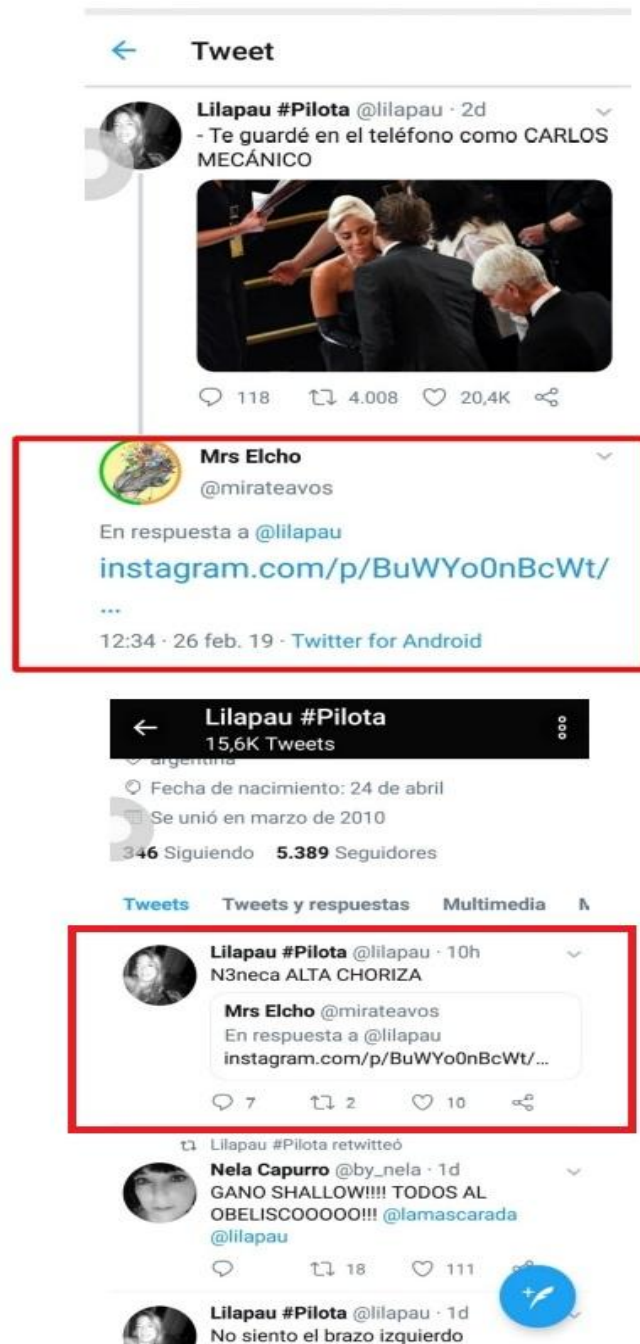 Tweet
Lilapau #Pilota @lilapau · 2d
- Te guardé en el teléfono como CARLOS
MECÁNICO
118 4.008 20,4K
Mrs Elcho
@mirateavos
En respuesta a @lilapau
instagram.com/p/BuWYo0nBcWt/
...
12:34 · 26 feb. 19 · Twitter for Android
Lilapau #Pilota
15,6K Tweets
argentina
Fecha de nacimiento: 24 de abril
Se unió en marzo de 2010
346 Siguiendo 5.389 Seguidores
Tweets Tweets y respuestas Multimedia
Lilapau #Pilota @lilapau · 10h
N3neca ALTA CHORIZA
Mrs Elcho @mirateavos
En respuesta a @lilapau
instagram.com/p/BuWYo0nBcWt/...
7 2 10
Lilapau #Pilota retwitteó
Nela Capurro @by_nela · 1d
GANO SHALLOW!!!! TODOS AL
OBELISCOOOOO!!! @lamascarada
@lilapau
18 111
Lilapau #Pilota @lilapau · 1d
No siento el brazo izquierdo